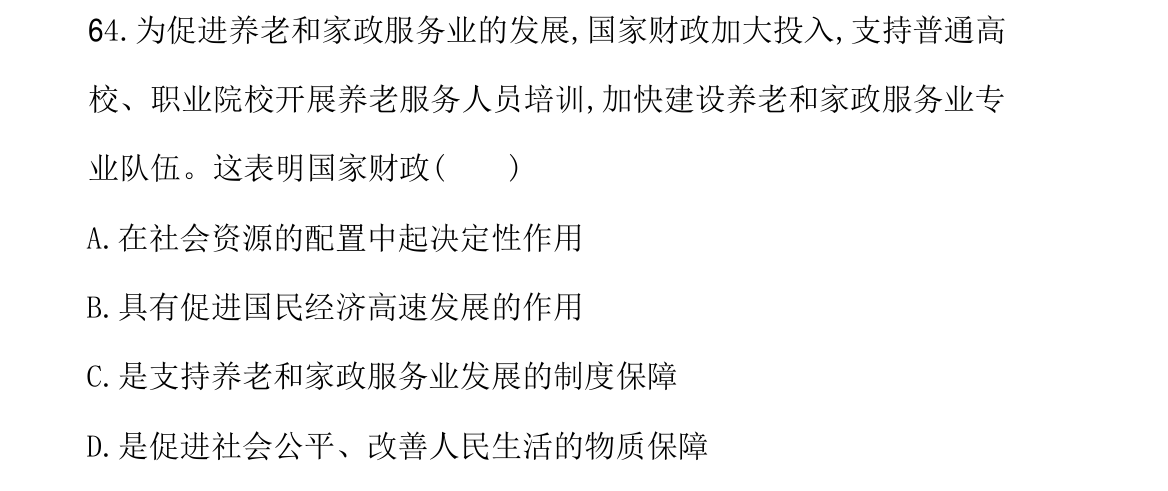 64.为促进养老和家政服务业的发展,国家财政加大投入,支持普通高
校、职业院校开展养老服务人员培训,加快建设养老和家政服务业专
业队伍。这表明国家财政(　　)
A.在社会资源的配置中起决定性作用
B.具有促进国民经济高速发展的作用
C.是支持养老和家政服务业发展的制度保障
D.是促进社会公平、改善人民生活的物质保障